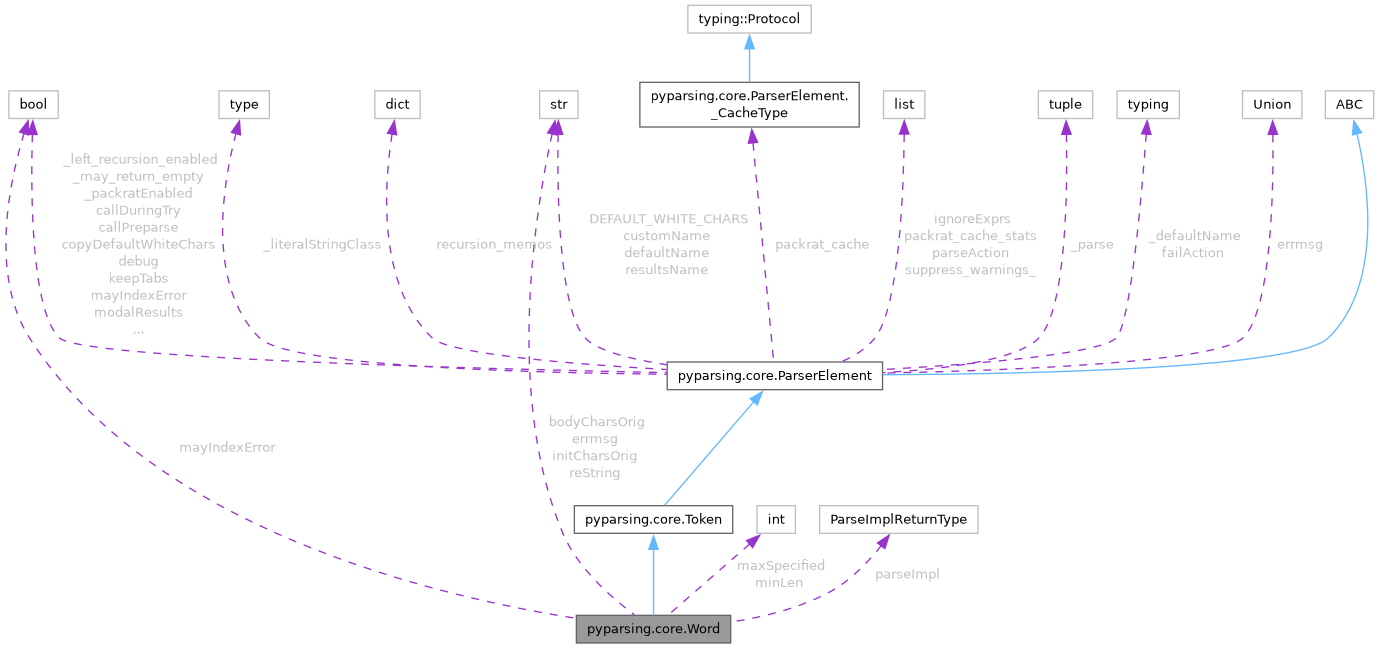 typing::Protocol
pyparsing.core.ParserElement.
_CacheType
bool
type
dict
str
list
tuple
typing
Union
ABC
_left_recursion_enabled
_may_return_empty
_packratEnabled
callDuringTry
callPreparse
copyDefaultWhiteChars
debug
keepTabs
mayIndexError
modalResults
...
_literalStringClass
recursion_memos
DEFAULT_WHITE_CHARS
customName
defaultName
resultsName
packrat_cache
ignoreExprs
packrat_cache_stats
parseAction
suppress_warnings_
_parse
_defaultName
failAction
errmsg
pyparsing.core.ParserElement
mayIndexError
bodyCharsOrig
errmsg
initCharsOrig
reString
pyparsing.core.Token
int
ParseImplReturnType
maxSpecified
minLen
parseImpl
pyparsing.core.Word